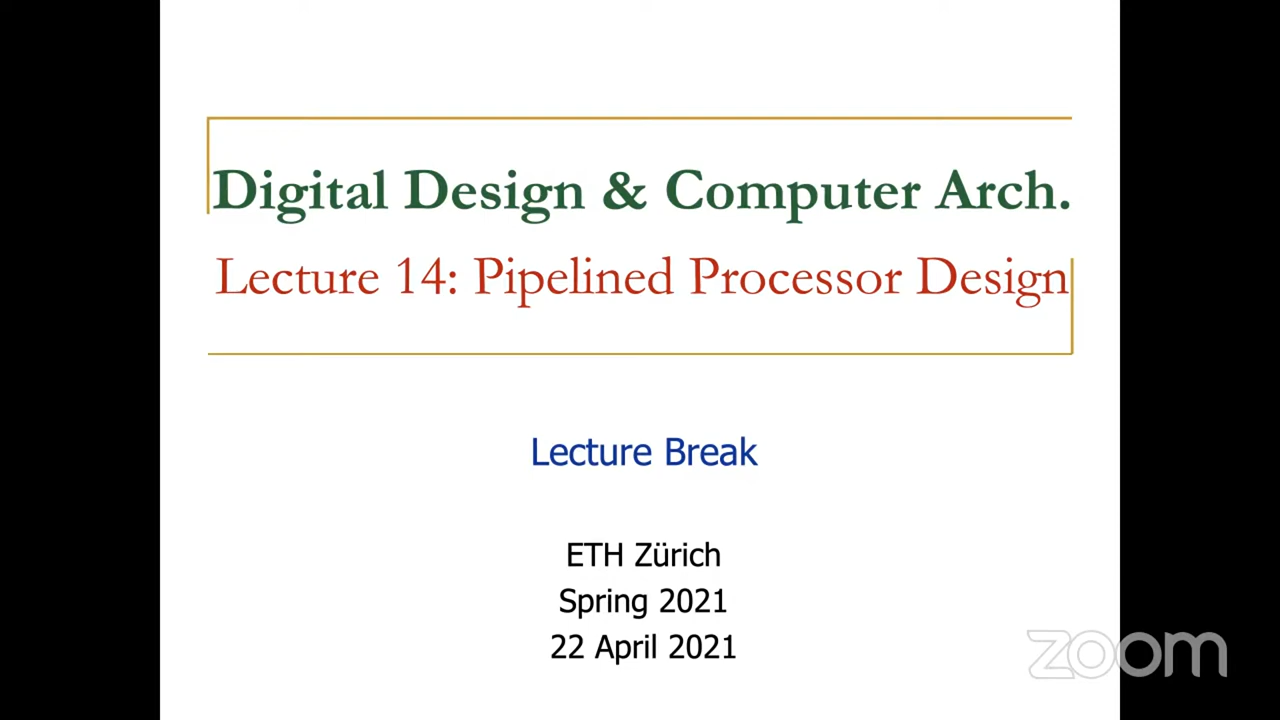 Digital Design & Computer Arch.
Lecture 14: Pipelined Processor Design
Lecture Break
ETH Zürich
Spring 2021
22 April 2021
zoom